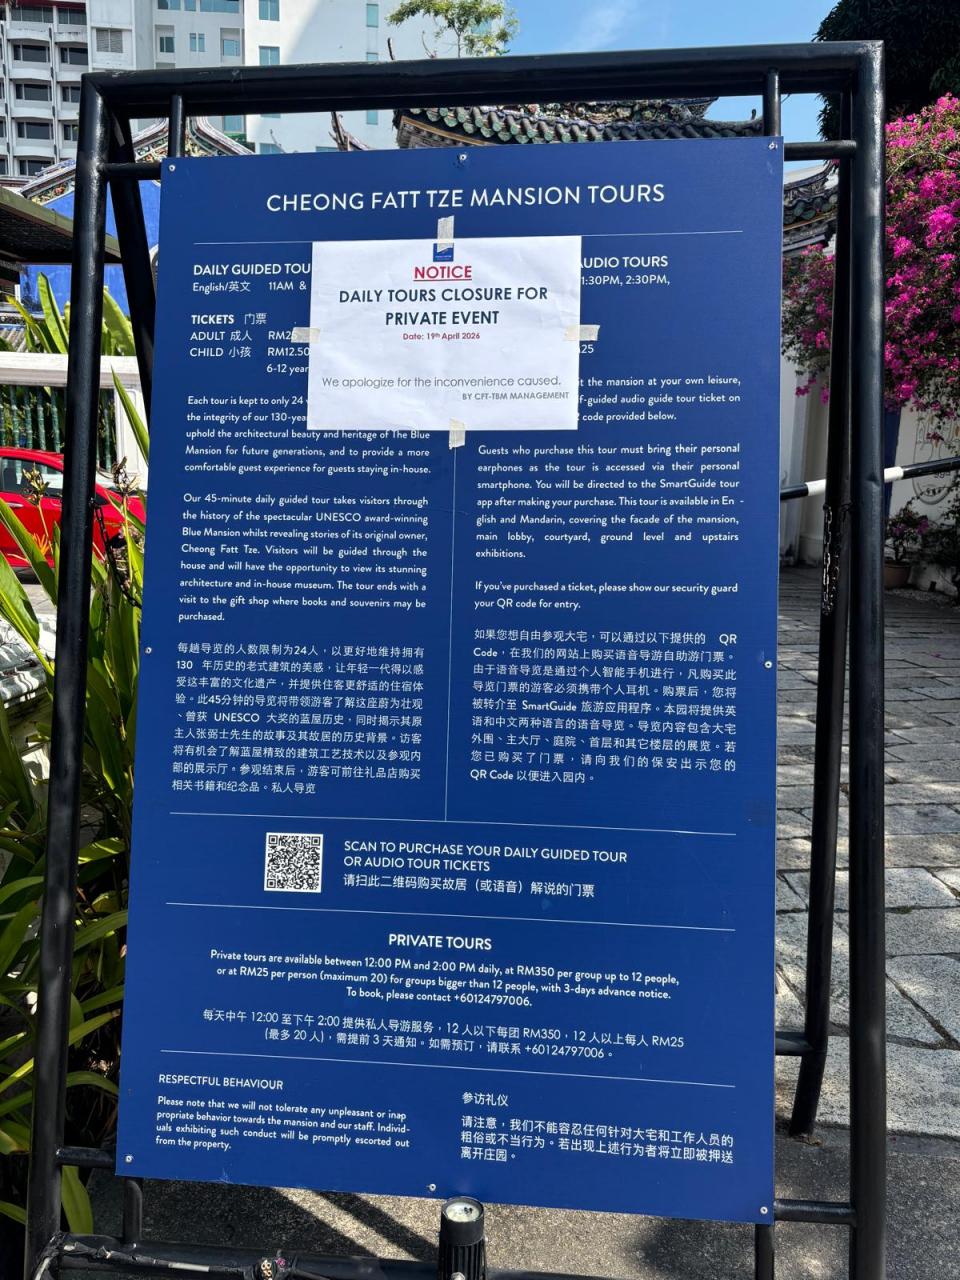 CHEONG FATT TZE MANSION TOURS
NOTICE
DAILY TOURS CLOSURE FOR
PRIVATE EVENT
Date: 19th April 2026
We apologize for the inconvenience caused.
BY CFT-TBM MANAGEMENT
DAILY GUIDED
English/英文 11AM &
TICKETS 门票
ADULT 成人
CHILD 小孩 RM12.50
6-12
Each tour is kept to only 24
the integrity of our
uphold the architectural beauty and heritage of The Blue
Mansion for future generations, and to provide a more
comfortable guest experience for guests staying in-house.
Our 45-minute daily guided tour takes visitors through
the history of the spectacular UNESCO award-winning
Blue Mansion whilst revealing stories of its original owner,
Cheong Fatt Tze. Visitors will be guided through the
house and will have the opportunity to view its stunning
architecture and in-house museum. The tour ends with a
visit to the gift shop where books and souvenirs may be
purchased.
每趟导览的人数限制为24人，以更好地维持拥有
130 年历史的老式建筑的美感，让年轻一代得以感
受这丰富的文化遗产，并提供住客更舒适的住宿体
验。此45分钟的导览将带领游客了解这座蔚为壮观
、曾获 UNESCO 大奖的蓝屋历史，同时揭示其原
主人张弼士先生的故事及其故居的历史背景。访客
将有机会了解蓝屋精致的建筑工艺技术以及参观内
部的展示厅。参观结束后，游客可前往礼品店购买
相关书籍和纪念品。私人导览
AUDIO TOURS
1:30PM, 2:30PM,
the mansion at your own leisure,
guided audio guide tour ticket on
code provided below.
Guests who purchase this tour must bring their personal
earphones as the tour is accessed via their personal
smartphone. You will be directed to the SmartGuide tour
app after making your purchase. This tour is available in En -
glish and Mandarin, covering the facade of the mansion,
main lobby, courtyard, ground level and upstairs
exhibitions.
If you've purchased a ticket, please show our security guard
your QR code for entry.
如果您想自由参观大宅，可以通过以下提供的 QR
Code，在我们的网站上购买语音导游自助游门票。
由于语音导览是通过个人智能手机进行，凡购买此
导览门票的游客必须携带个人耳机。购票后，您将
被转介至 SmartGuide 旅游应用程序。本园将提供英
语和中文两种语言的语音导览。导览内容包含大宅
外围、主大厅、庭院、首层和其它楼层的展览。若
您已购买了门票，请向我们的保安出示您的
QR Code 以便进入园内。
SCAN TO PURCHASE YOUR DAILY GUIDED TOUR
OR AUDIO TOUR TICKETS
请扫此二维码购买故居（或语音）解说的门票
PRIVATE TOURS
Private tours are available between 12:00 PM and 2:00 PM daily, at RM350 per group up to 12 people,
or at RM25 per person (maximum 20) for groups bigger than 12 people, with 3-days advance notice.
To book, please contact +60124797006.
每天中午 12:00 至下午 2:00 提供私人导游服务，12 人以下每团 RM350，12 人以上每人 RM25
(最多 20 人)，需提前 3 天通知。如需预订，请联系 +60124797006。
RESPECTFUL BEHAVIOUR
Please note that we will not tolerate any unpleasant or inap
propriate behavior towards the mansion and our staff. Individ-
uals exhibiting such conduct will be promptly escorted out
from the property.
参访礼仪
请注意，我们不能容忍任何针对大宅和工作人员的
粗俗或不当行为。若出现上述行为者将立即被押送
离开庄园。